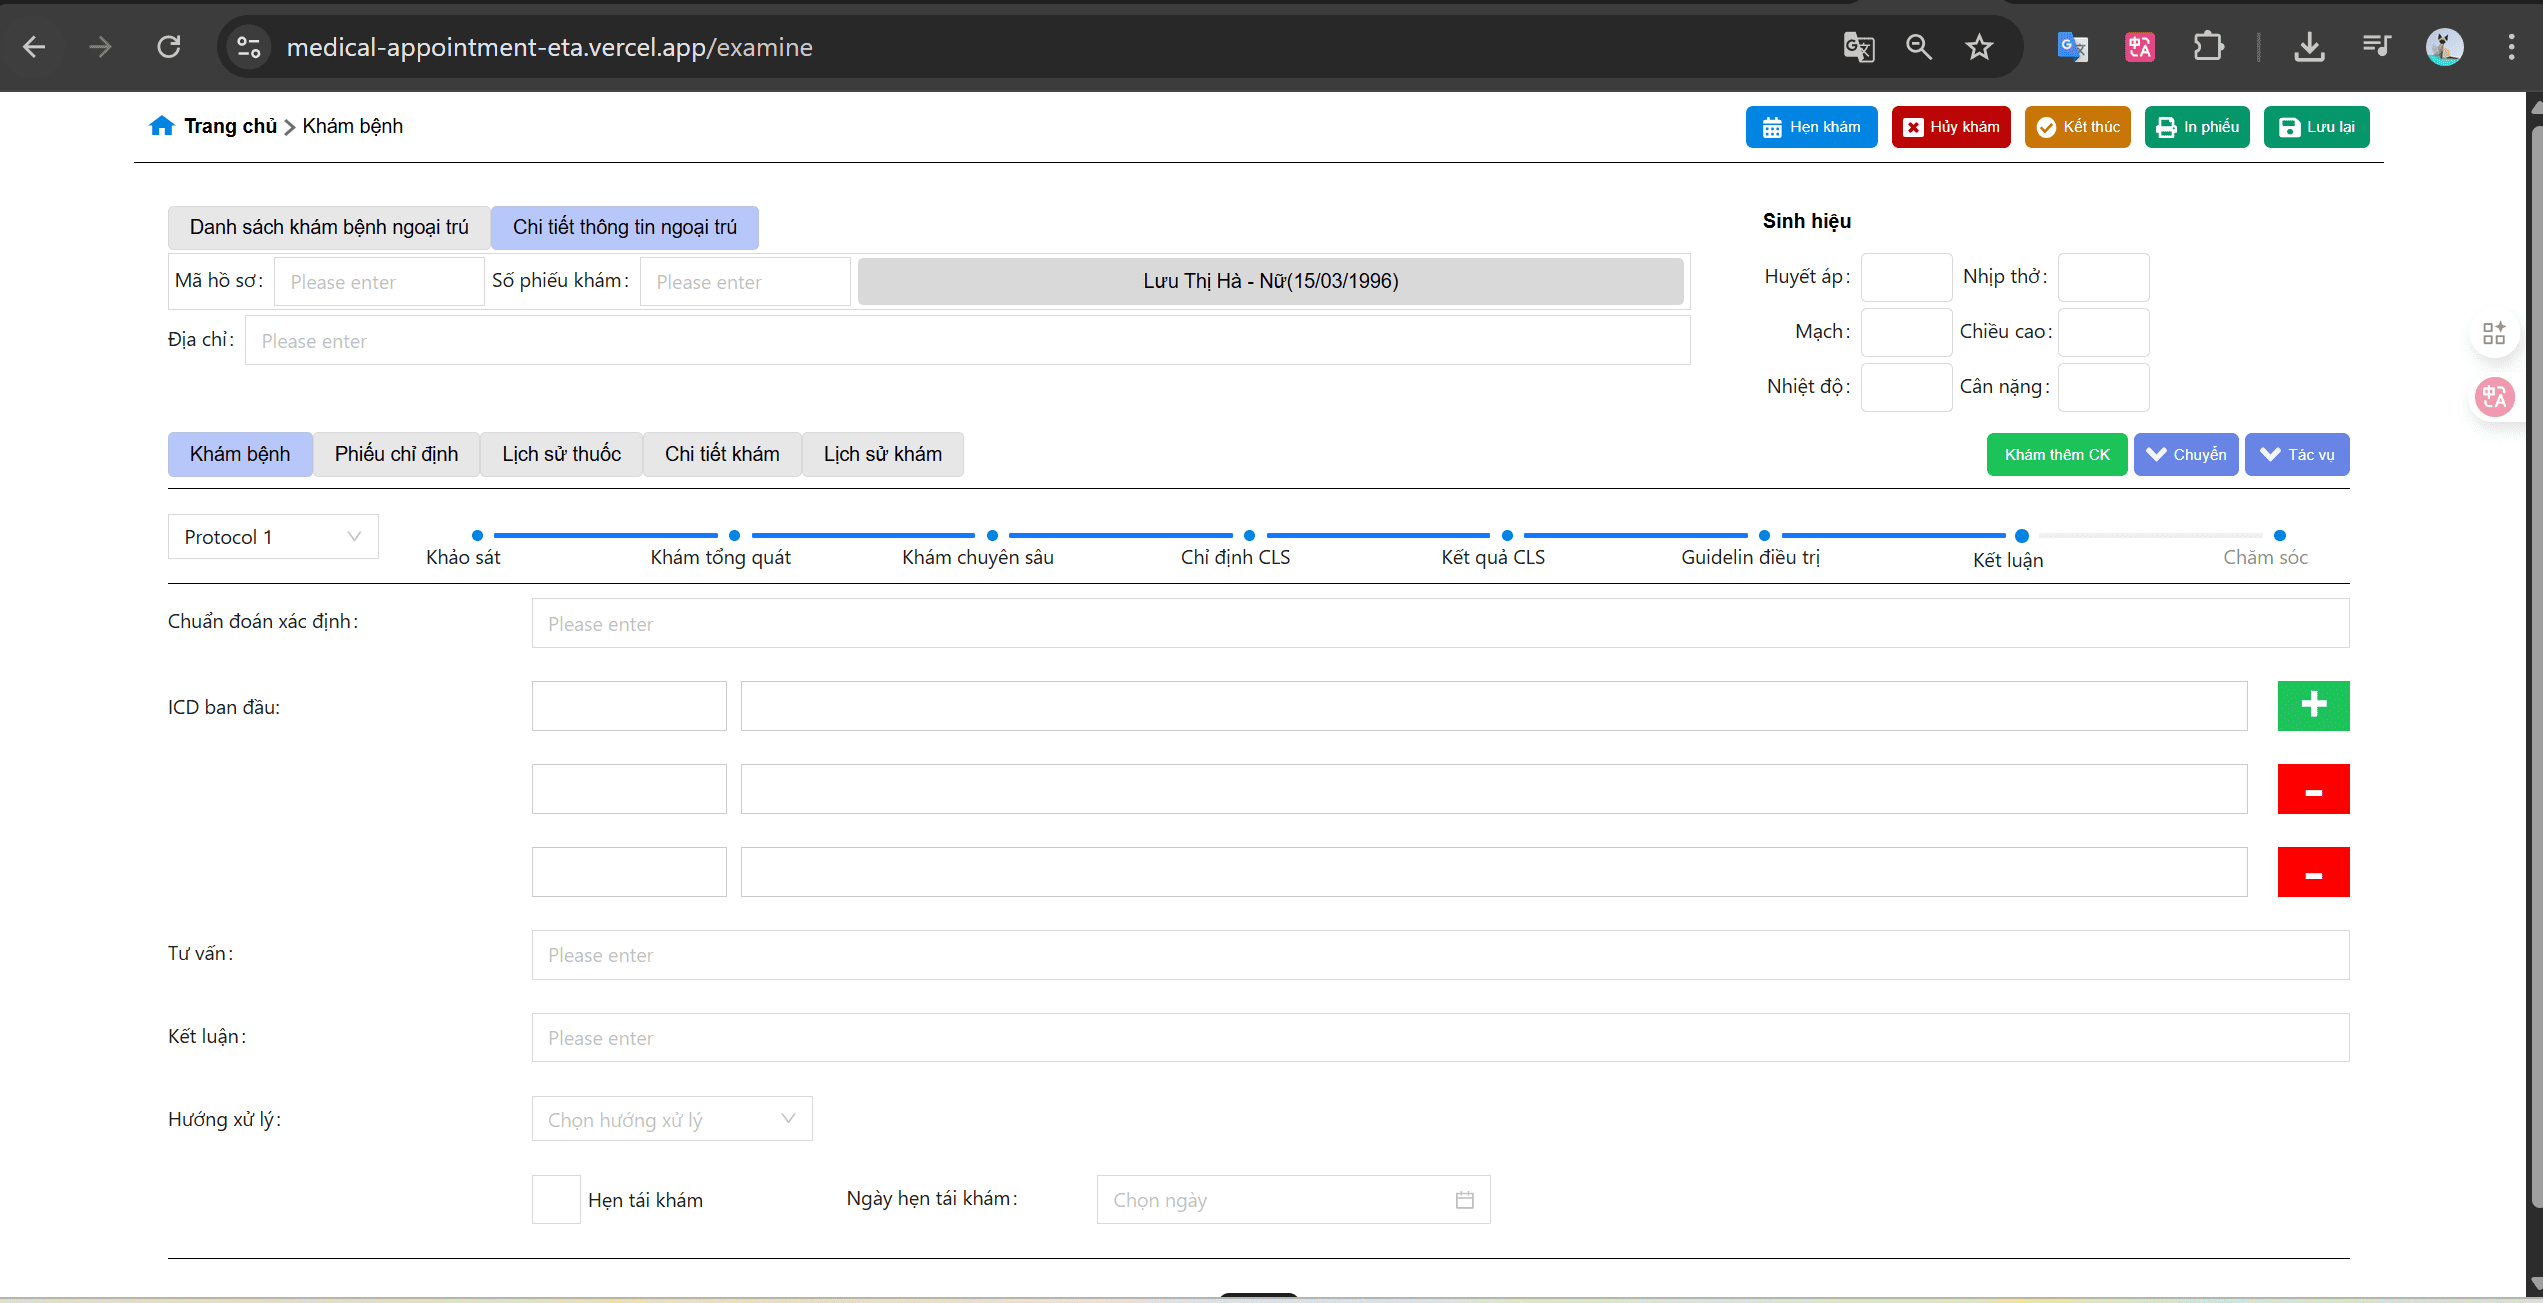 medical-appointment-eta.vercel.app/examine
Trang chủ > Khám bệnh
Hẹn khám
Hủy khám
Kết thúc
In phiếu
Lưu lại
Danh sách khám bệnh ngoại trú
Chi tiết thông tin ngoại trú
Sinh hiệu
Mã hồ sơ: Please enter Số phiếu khám: Please enter Lưu Thị Hà - Nữ(15/03/1996)
Huyết áp: Nhịp thở:
Địa chỉ: Please enter
Mạch: Chiều cao:
Nhiệt độ: Cân nặng:
Khám bệnh
Phiếu chỉ định
Lịch sử thuốc
Chi tiết khám
Lịch sử khám
Khám thêm CK
Chuyển
Tác vụ
Protocol 1
Khảo sát
Khám tổng quát
Khám chuyên sâu
Chỉ định CLS
Kết quả CLS
Guidelin điều trị
Kết luận
Chăm sóc
Chuẩn đoán xác định: Please enter
ICD ban đầu:
+
-
-
Tư vấn: Please enter
Kết luận: Please enter
Hướng xử lý: Chọn hướng xử lý
Hẹn tái khám Ngày hẹn tái khám: Chọn ngày